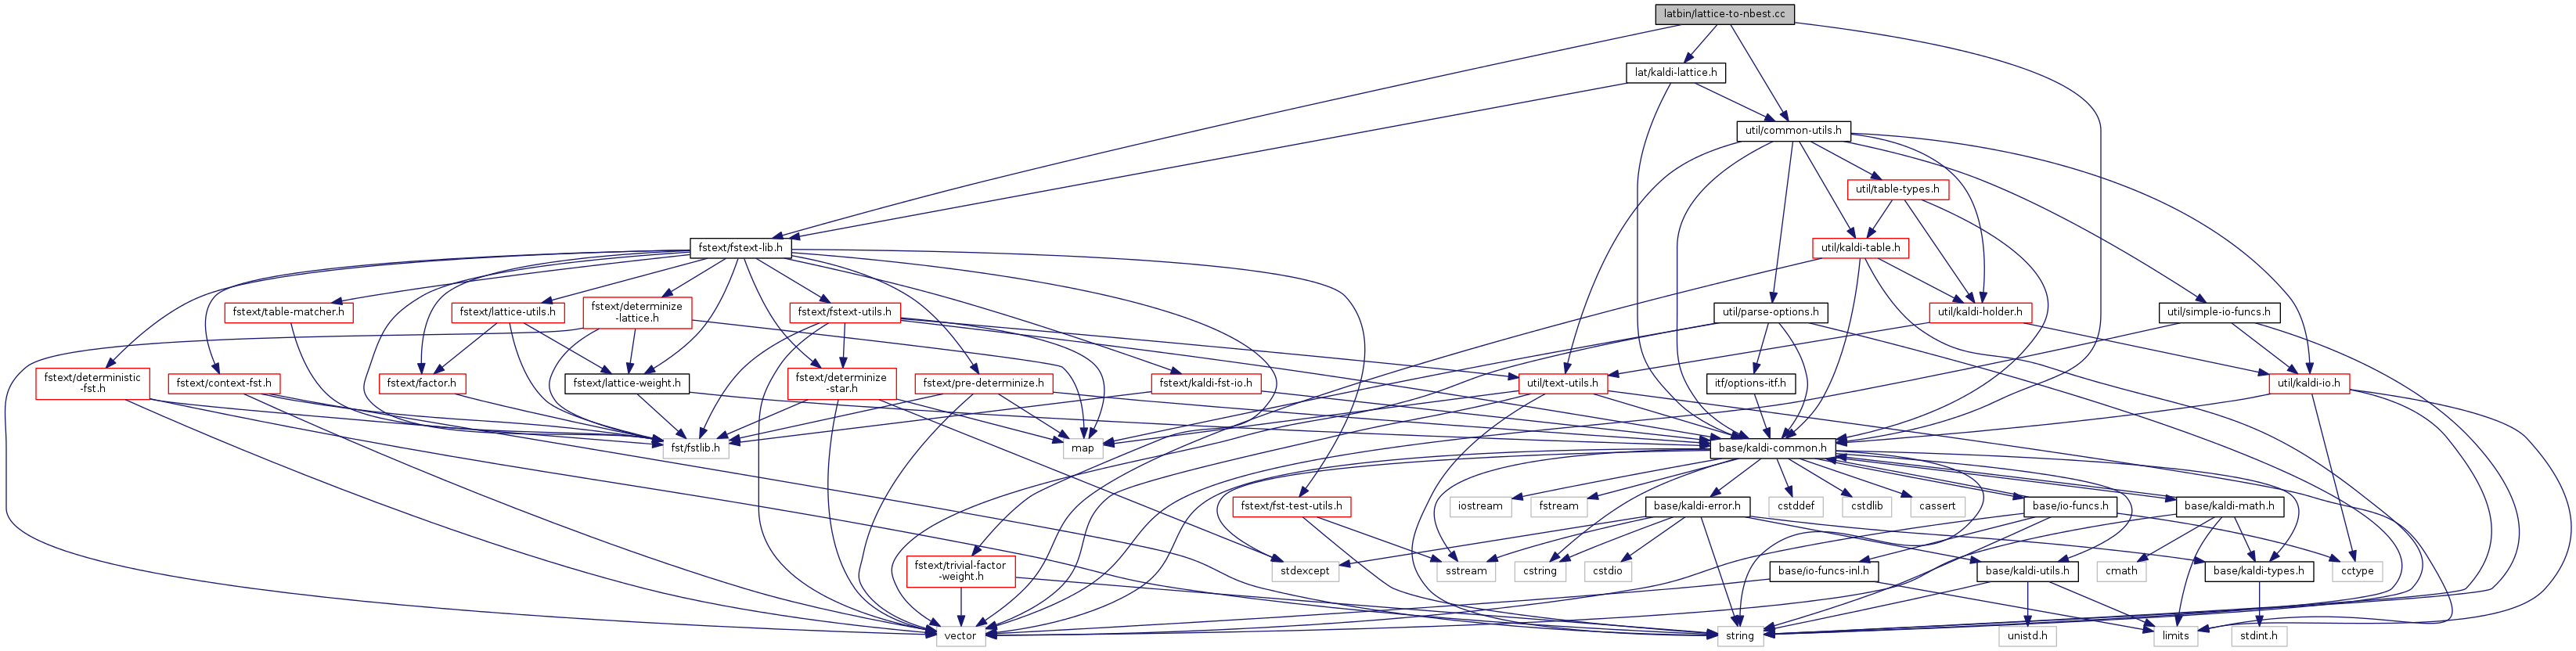 latbin/lattice-to-nbest.cc
lat/kaldi-lattice.h
util/common-utils.h
util/table-types.h
fstext/fstext-lib.h
util/kaldi-table.h
fstext/table-matcher.h
fstext/lattice-utils.h
fstext/determinize
-lattice.h
fstext/fstext-utils.h
util/parse-options.h
util/kaldi-holder.h
util/simple-io-funcs.h
fstext/deterministic
-fst.h
fstext/context-fst.h
fstext/factor.h
fstext/lattice-weight.h
fstext/determinize
-star.h
fstext/pre-determinize.h
fstext/kaldi-fst-io.h
util/text-utils.h
itf/options-itf.h
util/kaldi-io.h
fst/fstlib.h
map
base/kaldi-common.h
fstext/fst-test-utils.h
iostream
fstream
base/kaldi-error.h
cstddef
cstdlib
cassert
base/io-funcs.h
base/kaldi-math.h
fstext/trivial-factor
-weight.h
stdexcept
sstream
cstring
cstdio
base/io-funcs-inl.h
base/kaldi-utils.h
cmath
base/kaldi-types.h
cctype
vector
string
unistd.h
limits
stdint.h